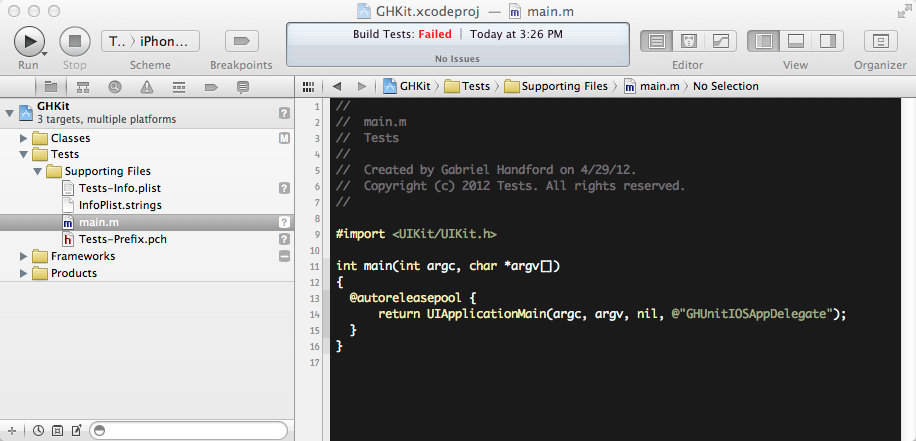 GHKit.xcodeproj — main.m
Run
Stop
T.. › iPhon...
Scheme
Breakpoints
Build Tests: Failed | Today at 3:26 PM
No Issues
Editor
View
Organizer
GHKit
3 targets, multiple platforms
?
Classes
M
Tests
Supporting Files
Tests-Info.plist
?
InfoPlist.strings
main.m
?
Tests-Prefix.pch
?
Frameworks
Products
GHKit › Tests › Supporting Files › main.m › No Selection
1 //
2 //  main.m
3 //  Tests
4 //
5 //  Created by Gabriel Handford on 4/29/12.
6 //  Copyright (c) 2012 Tests. All rights reserved.
7 //
8
9 #import <UIKit/UIKit.h>
10
11 int main(int argc, char *argv[])
12 {
13   @autoreleasepool {
14       return UIApplicationMain(argc, argv, nil, @"GHUnitIOSAppDelegate");
15   }
16 }
17